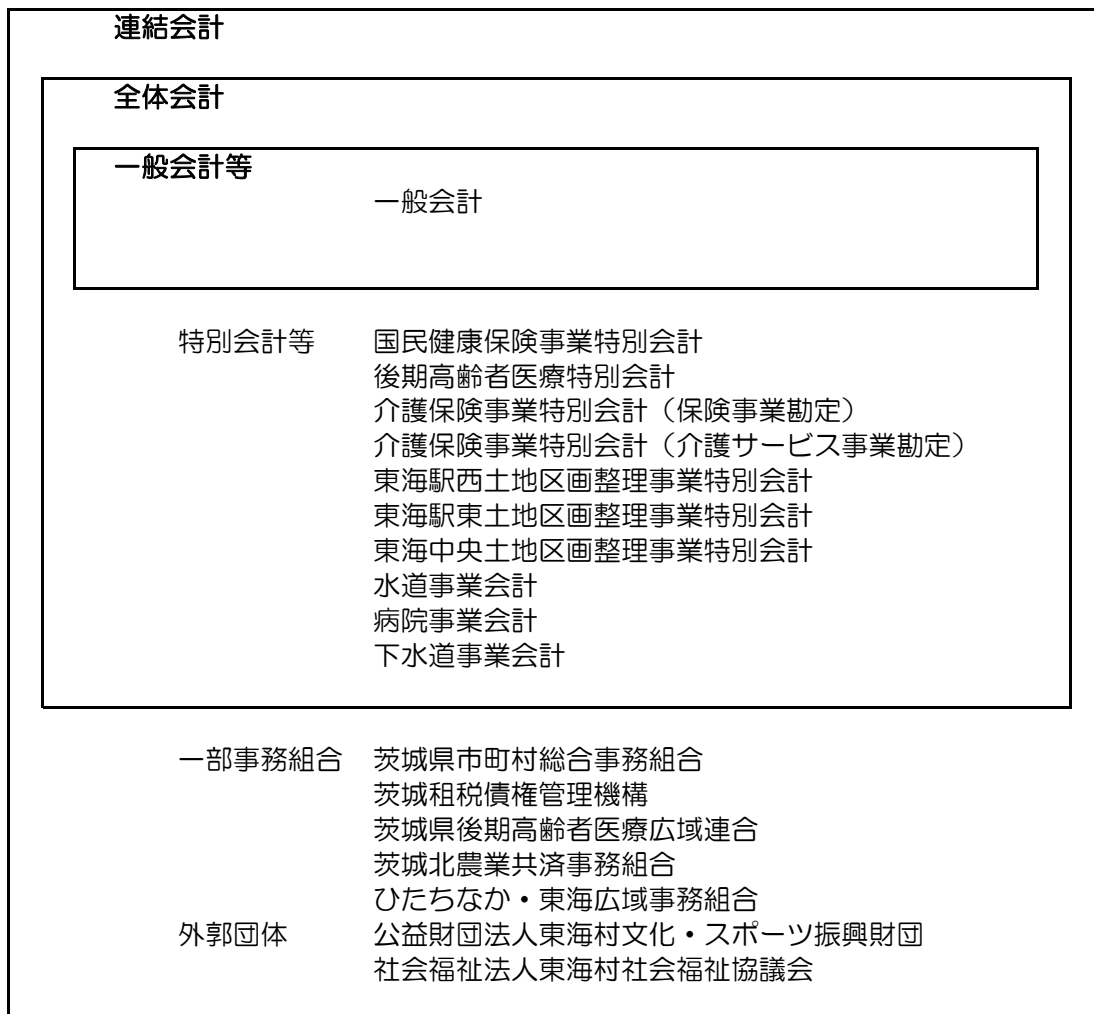 連結会計
全体会計
一般会計等
一般会計
特別会計等 国民健康保険事業特別会計
後期高齢者医療特別会計
介護保険事業特別会計（保険事業勘定）
介護保険事業特別会計（介護サービス事業勘定）
東海駅西土地区画整理事業特別会計
東海駅東土地区画整理事業特別会計
東海中央土地区画整理事業特別会計
水道事業会計
病院事業会計
下水道事業会計
一部事務組合 茨城県市町村総合事務組合
茨城租税債権管理機構
茨城県後期高齢者医療広域連合
茨城北農業共済事務組合
ひたちなか・東海広域事務組合
外郭団体 公益財団法人東海村文化・スポーツ振興財団
社会福祉法人東海村社会福祉協議会